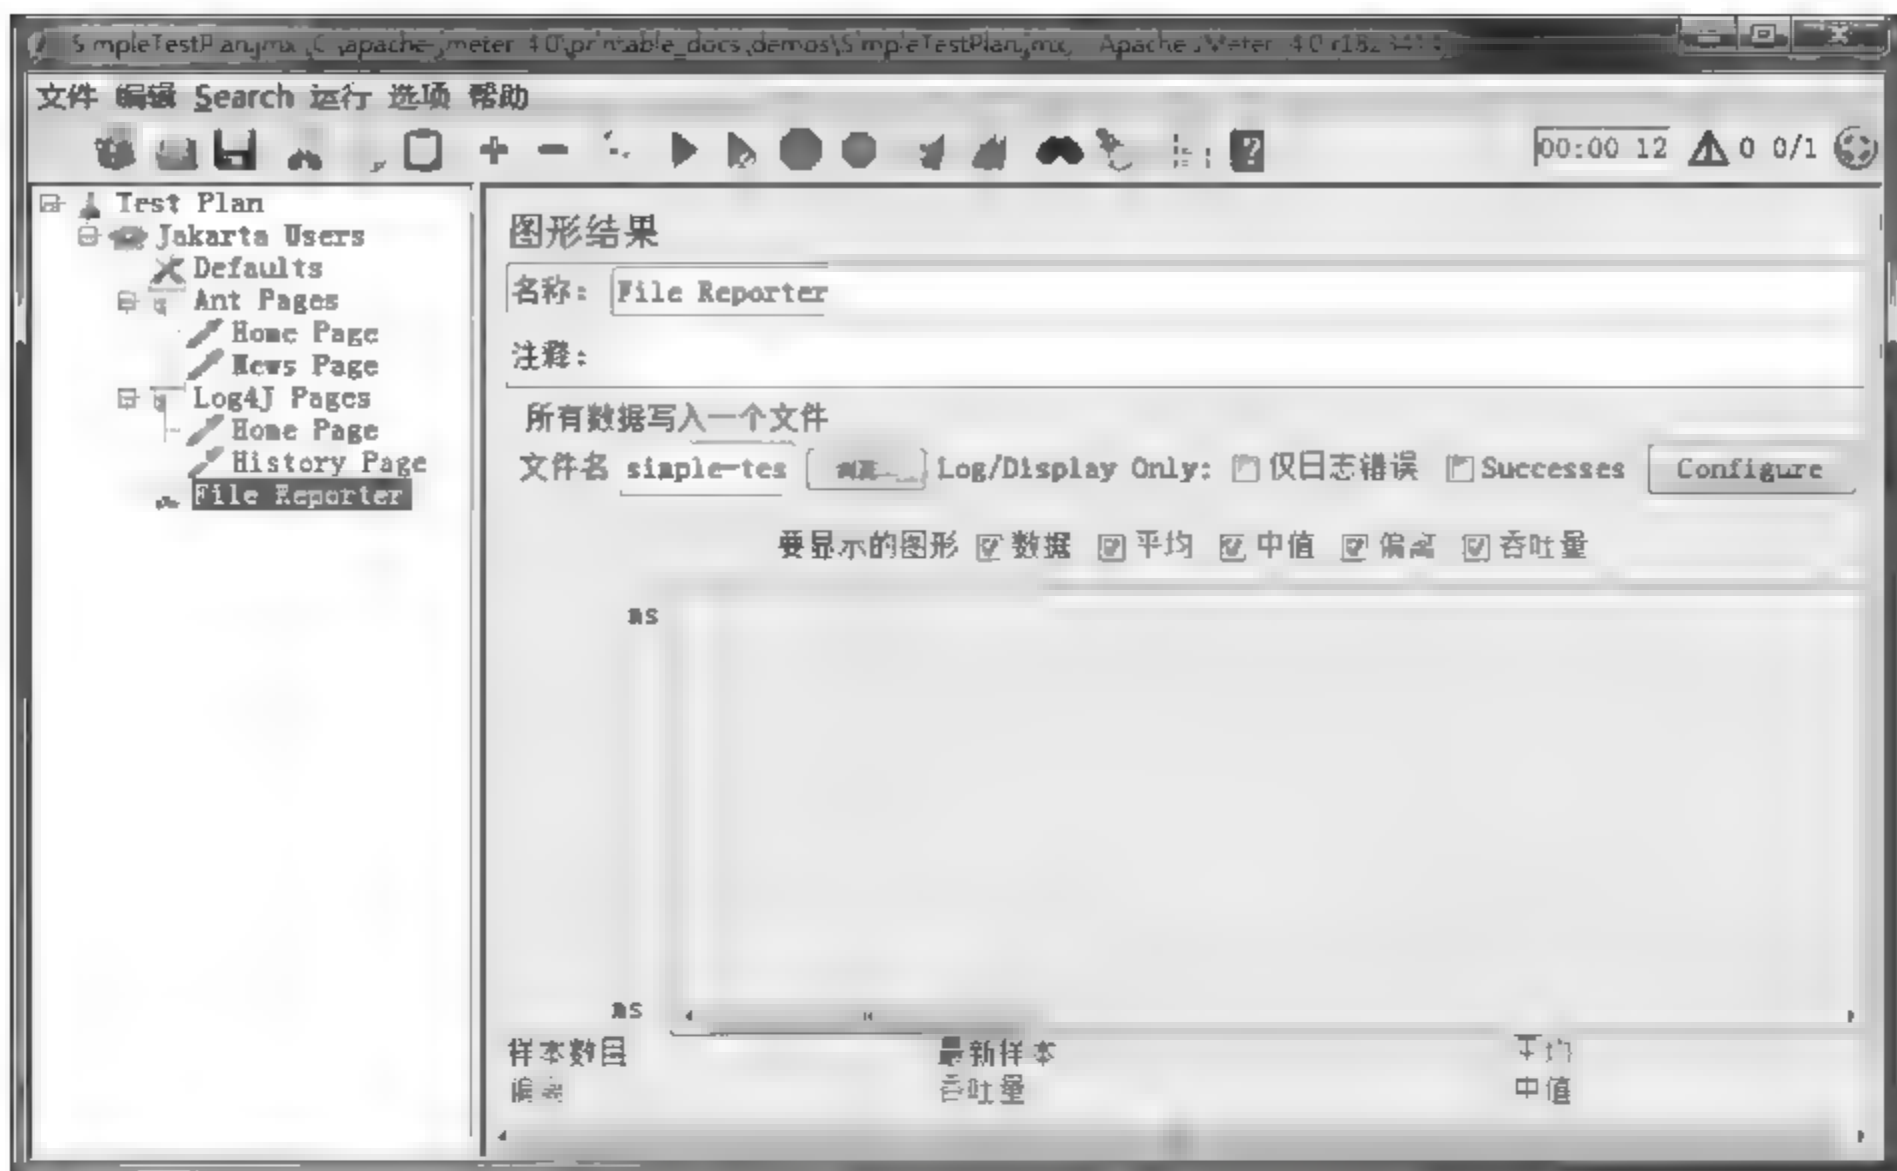 SimpleTestPlan.jmx (C:\apache-jmeter-4.0\printable_docs\demos\SimpleTestPlan.jmx) Apache JMeter (4.0
文件 编辑 Search 运行 选项 帮助
00:00 12 0 0/1
Test Plan
Jakarta Users
Defaults
Ant Pages
Home Page
News Page
Log4J Pages
Home Page
History Page
File Reporter
图形结果
名称: File Reporter
注释:
所有数据写入一个文件
文件名 simple-tes Log/Display Only: 仅日志错误 Successes Configure
要显示的图形 数据 平均 中值 偏离 吞吐量
ms
ms
样本数目 最新样本 平均
偏离 吞吐量 中值